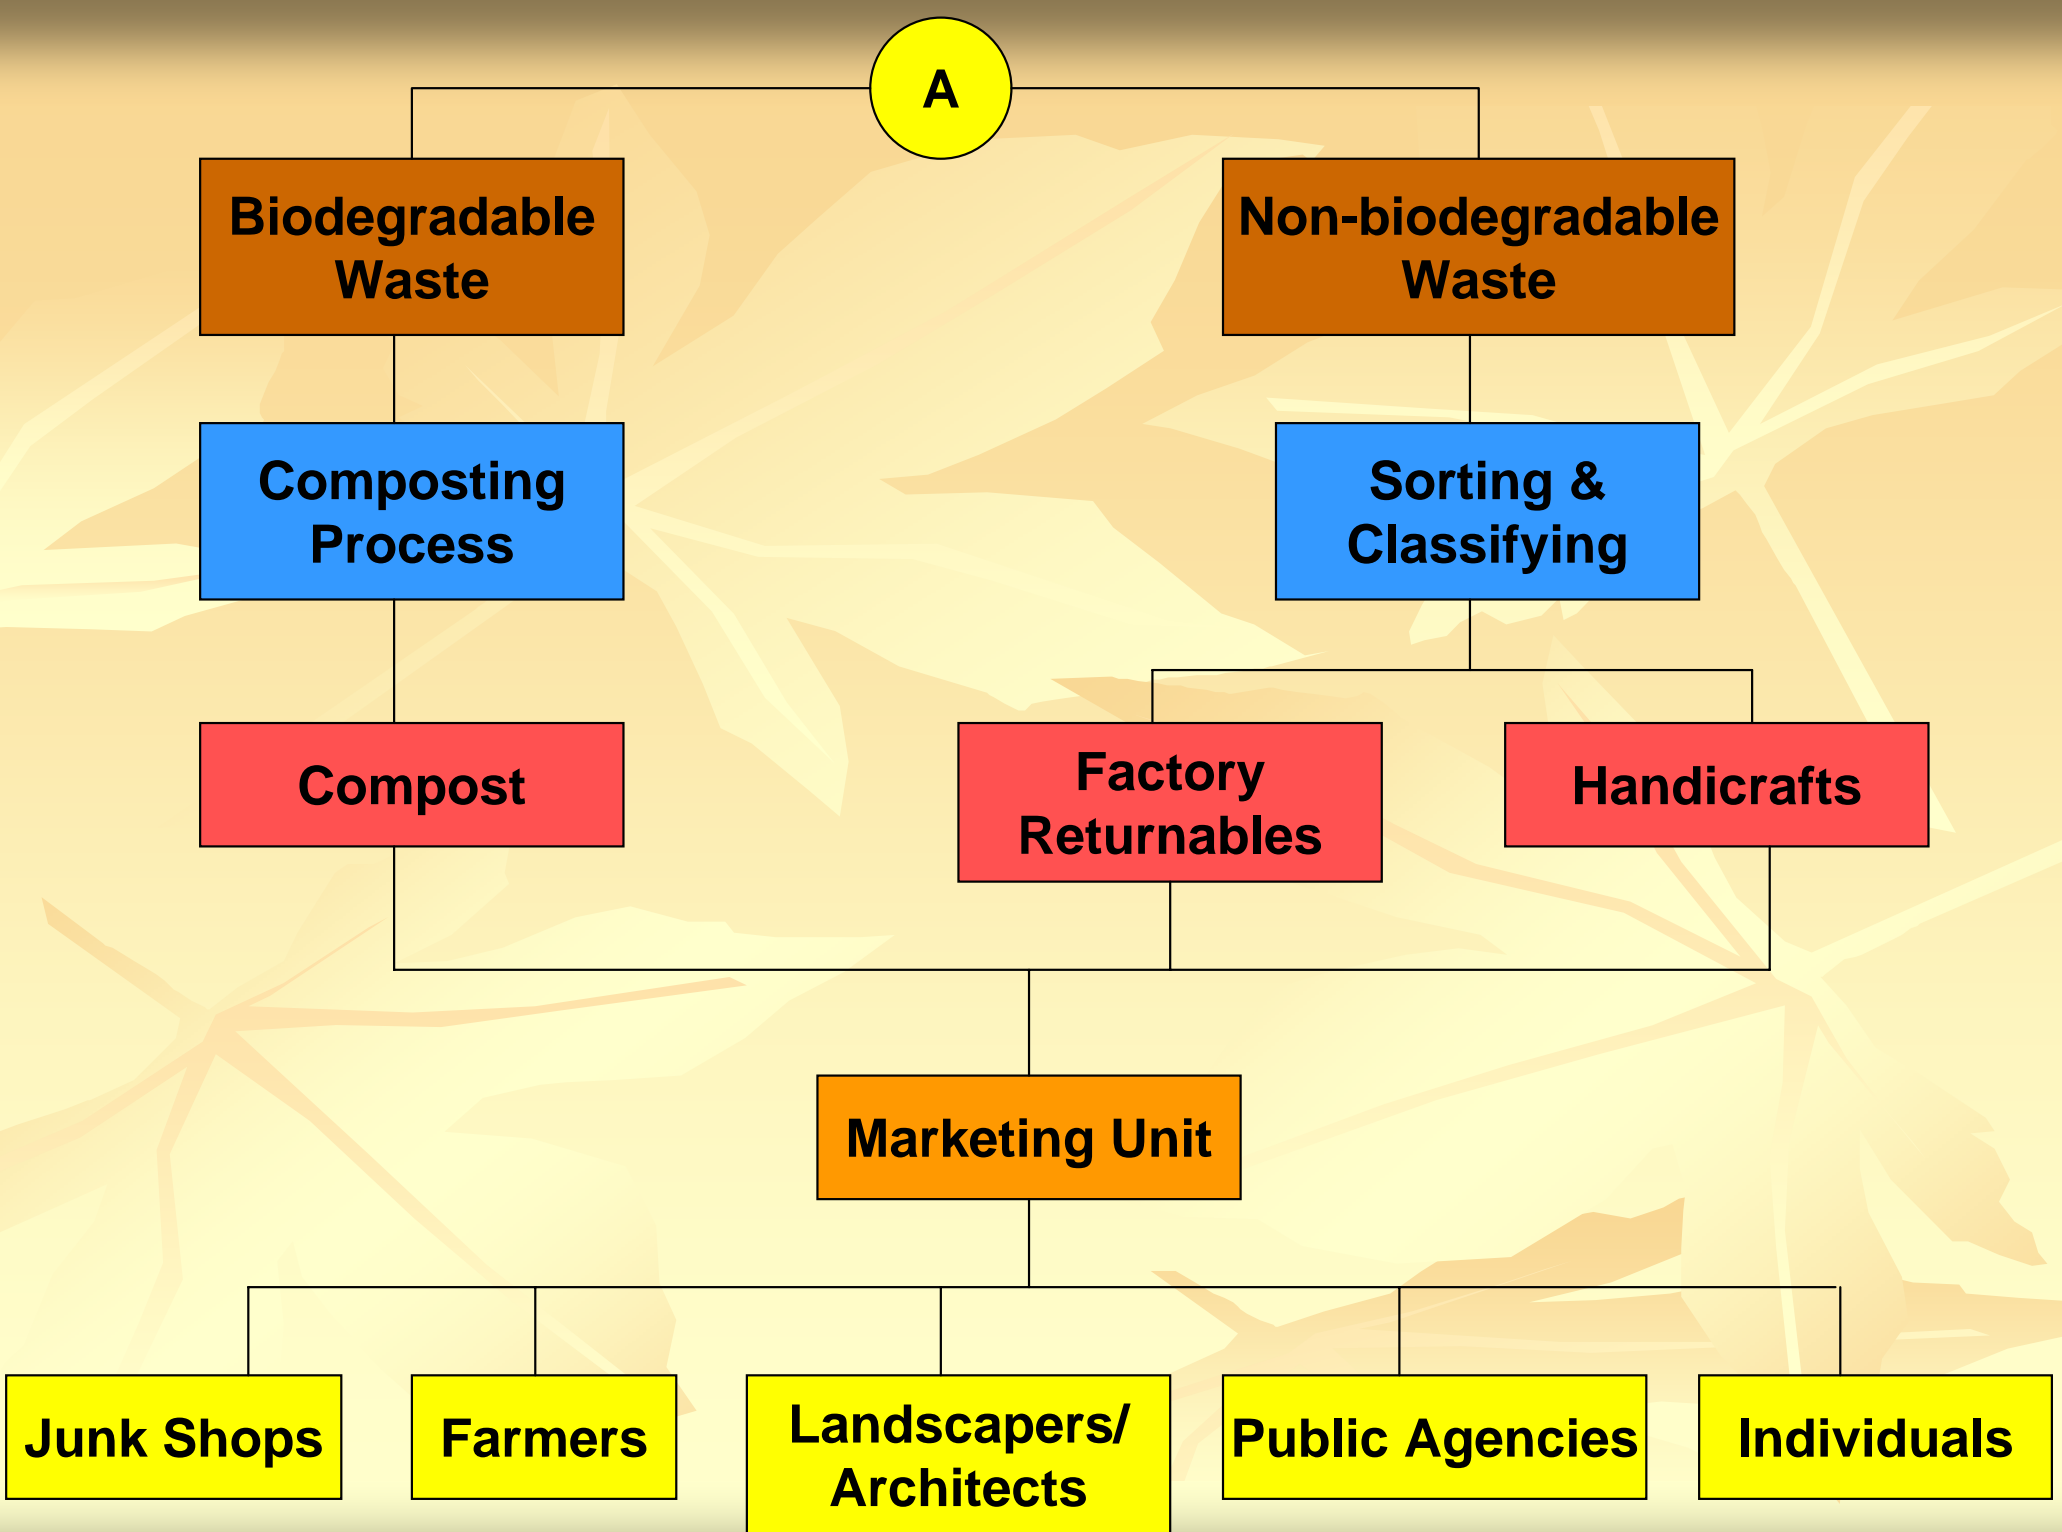 A
Biodegradable
Waste
Non-biodegradable
Waste
Composting
Process
Sorting &
Classifying
Compost
Factory
Returnables
Handicrafts
Marketing Unit
Junk Shops
Farmers
Landscapers/
Architects
Public Agencies
Individuals